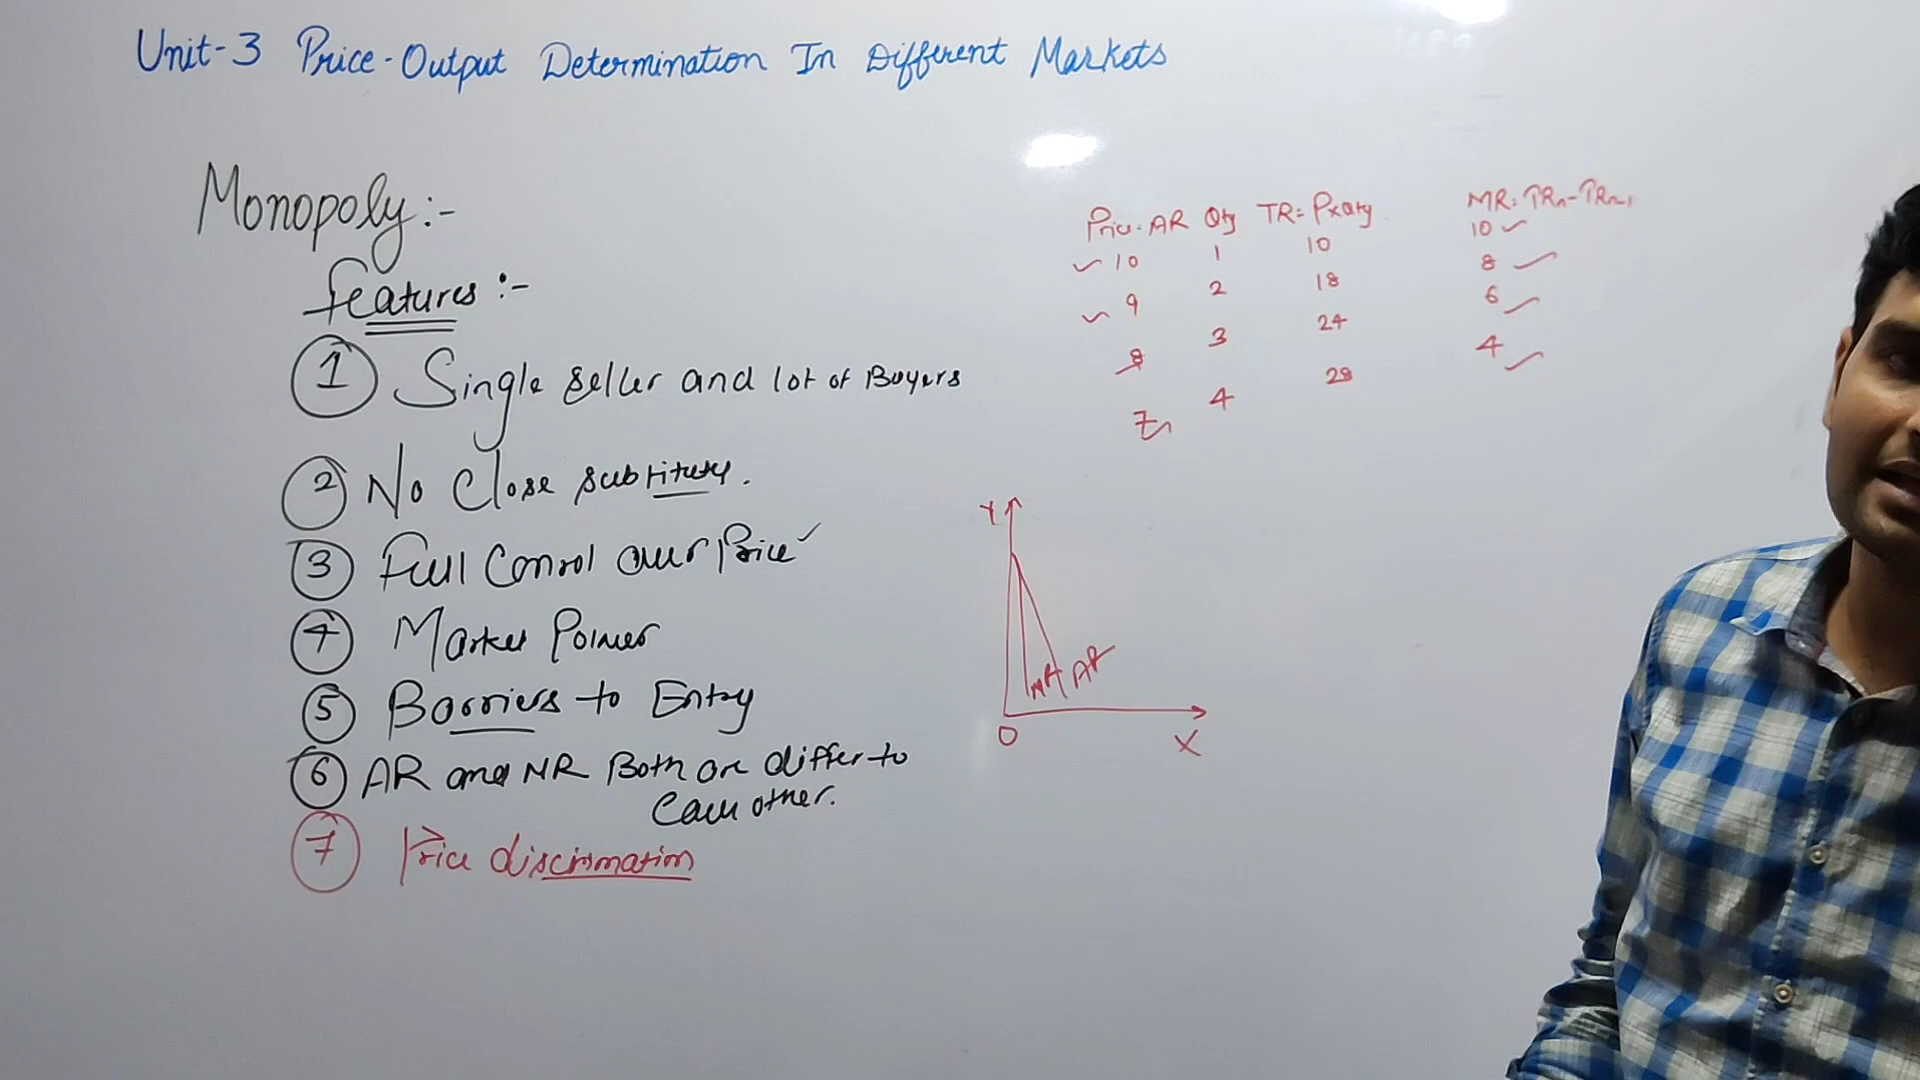 Unit-3 Price-Output Determination In Different Markets
Monopoly:-
features:-
1 Single seller and lot of Buyers
2 No Close substitutes.
3 Full Conrol over Price
4 Market Power
5 Barriers to Entry
6 AR and MR Both are differ to
Each other.
7 Price discrimation
Price=AR Qty TR=PxQty MR=TRn-TRn-1
10 1 10 10
9 2 18 8
8 3 24 6
7 4 28 4
Y
MR AR
O X